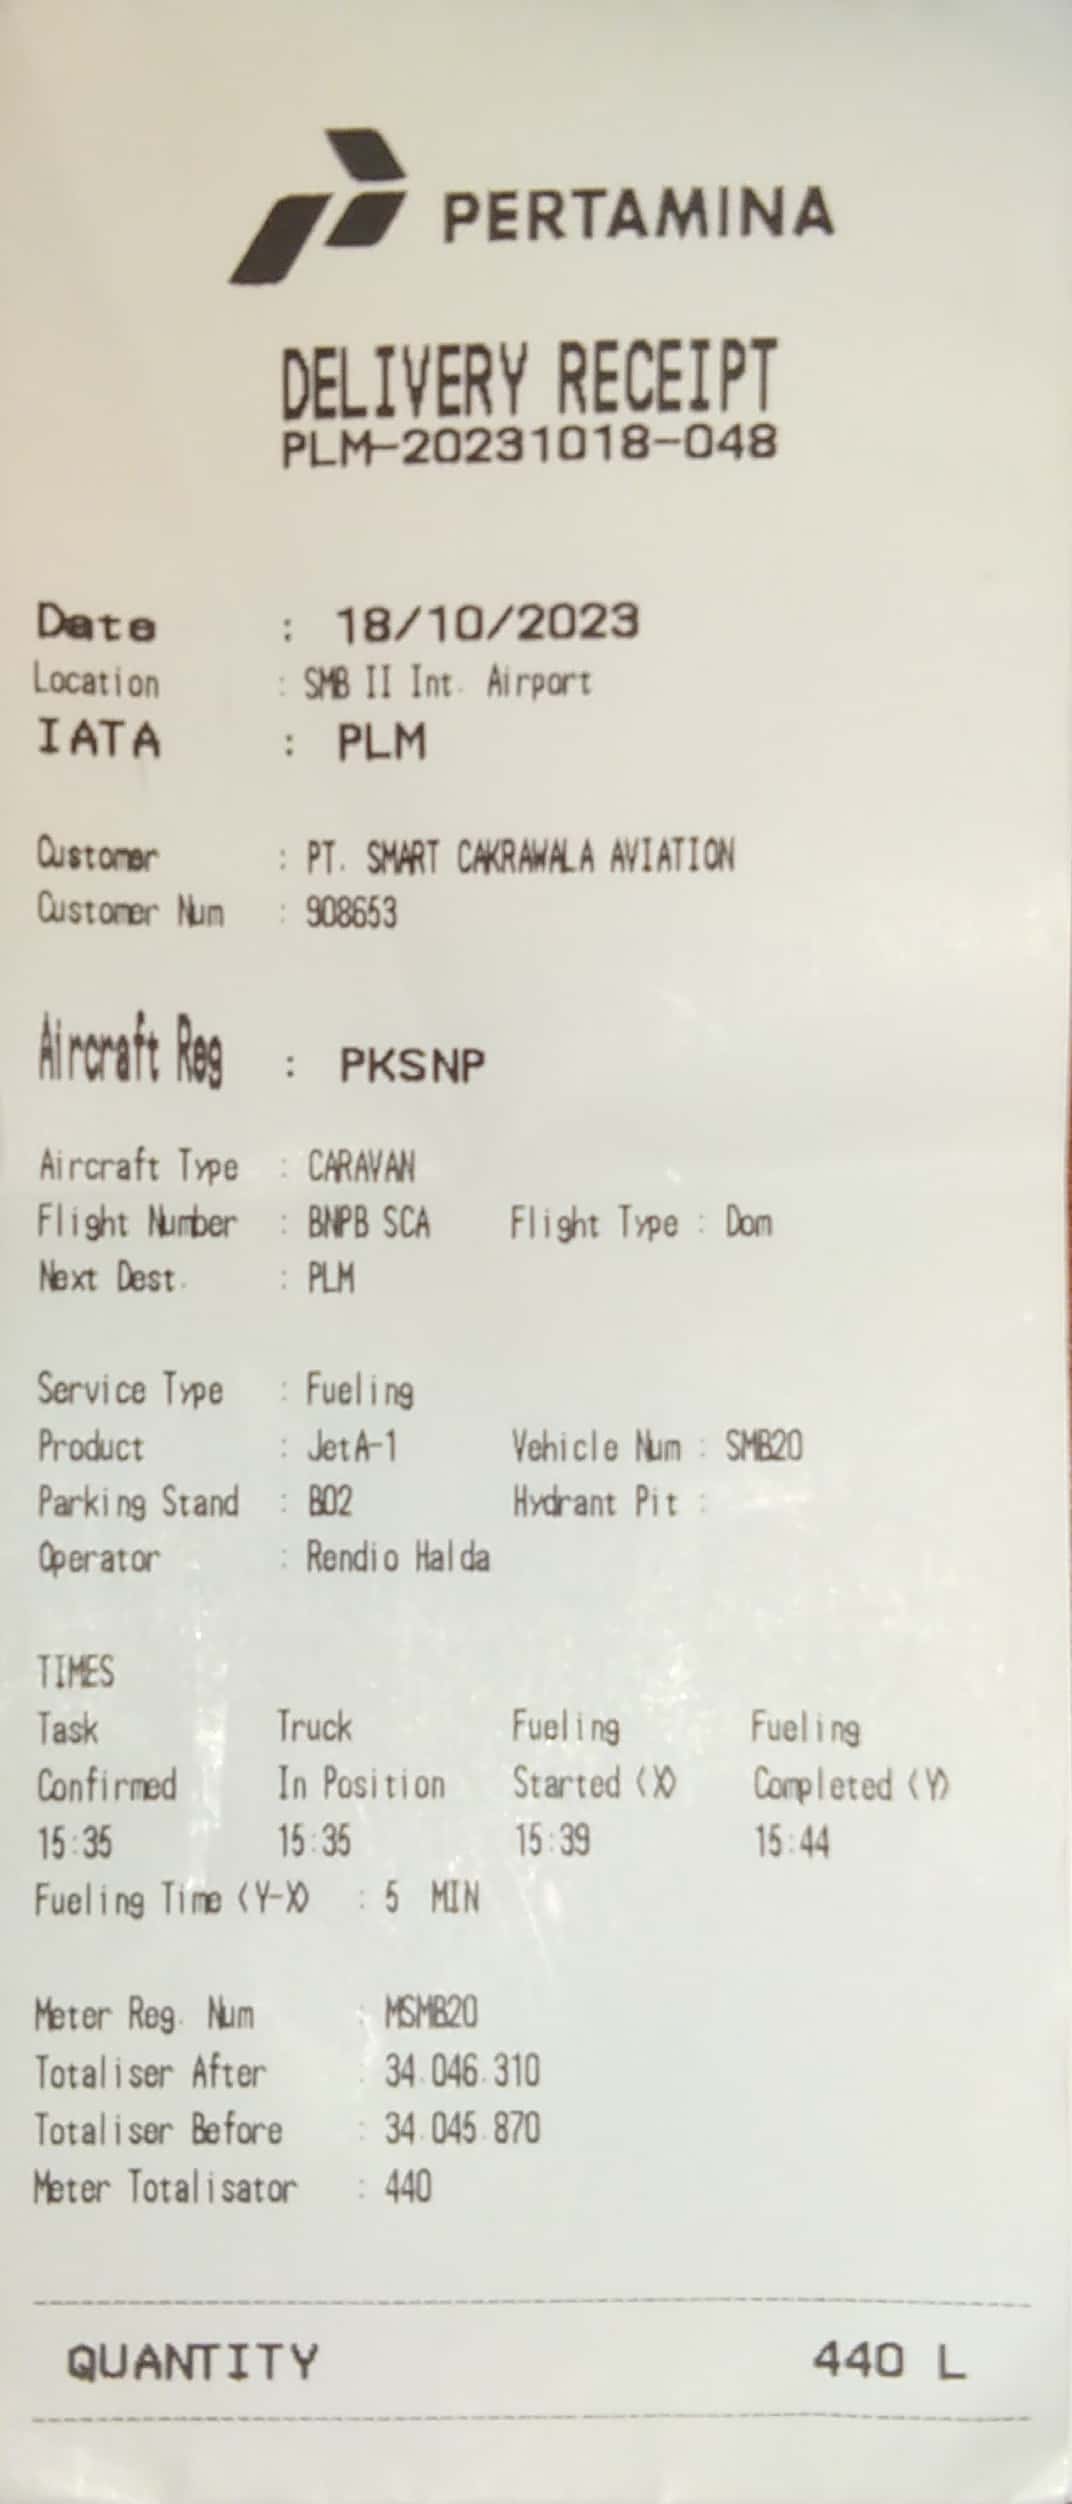 PERTAMINA
DELIVERY RECEIPT
PLM-20231018-048
Date : 18/10/2023
Location : SMB II Int. Airport
IATA : PLM
Customer : PT. SMART CAKRAWALA AVIATION
Customer Num : 908653
Aircraft Reg : PKSNP
Aircraft Type : CARAVAN
Flight Number : BNPB SCA Flight Type : Dom
Next Dest. : PLM
Service Type : Fueling
Product : JetA-1 Vehicle Num : SMB20
Parking Stand : B02 Hydrant Pit :
Operator : Rendio Halda
TIMES
Task Truck Fueling Fueling
Confirmed In Position Started (X) Completed (Y)
15:35 15:35 15:39 15:44
Fueling Time (Y-X) : 5 MIN
Meter Reg. Num : MSMB20
Totaliser After : 34.046.310
Totaliser Before : 34.045.870
Meter Totalisator : 440
QUANTITY 440 L